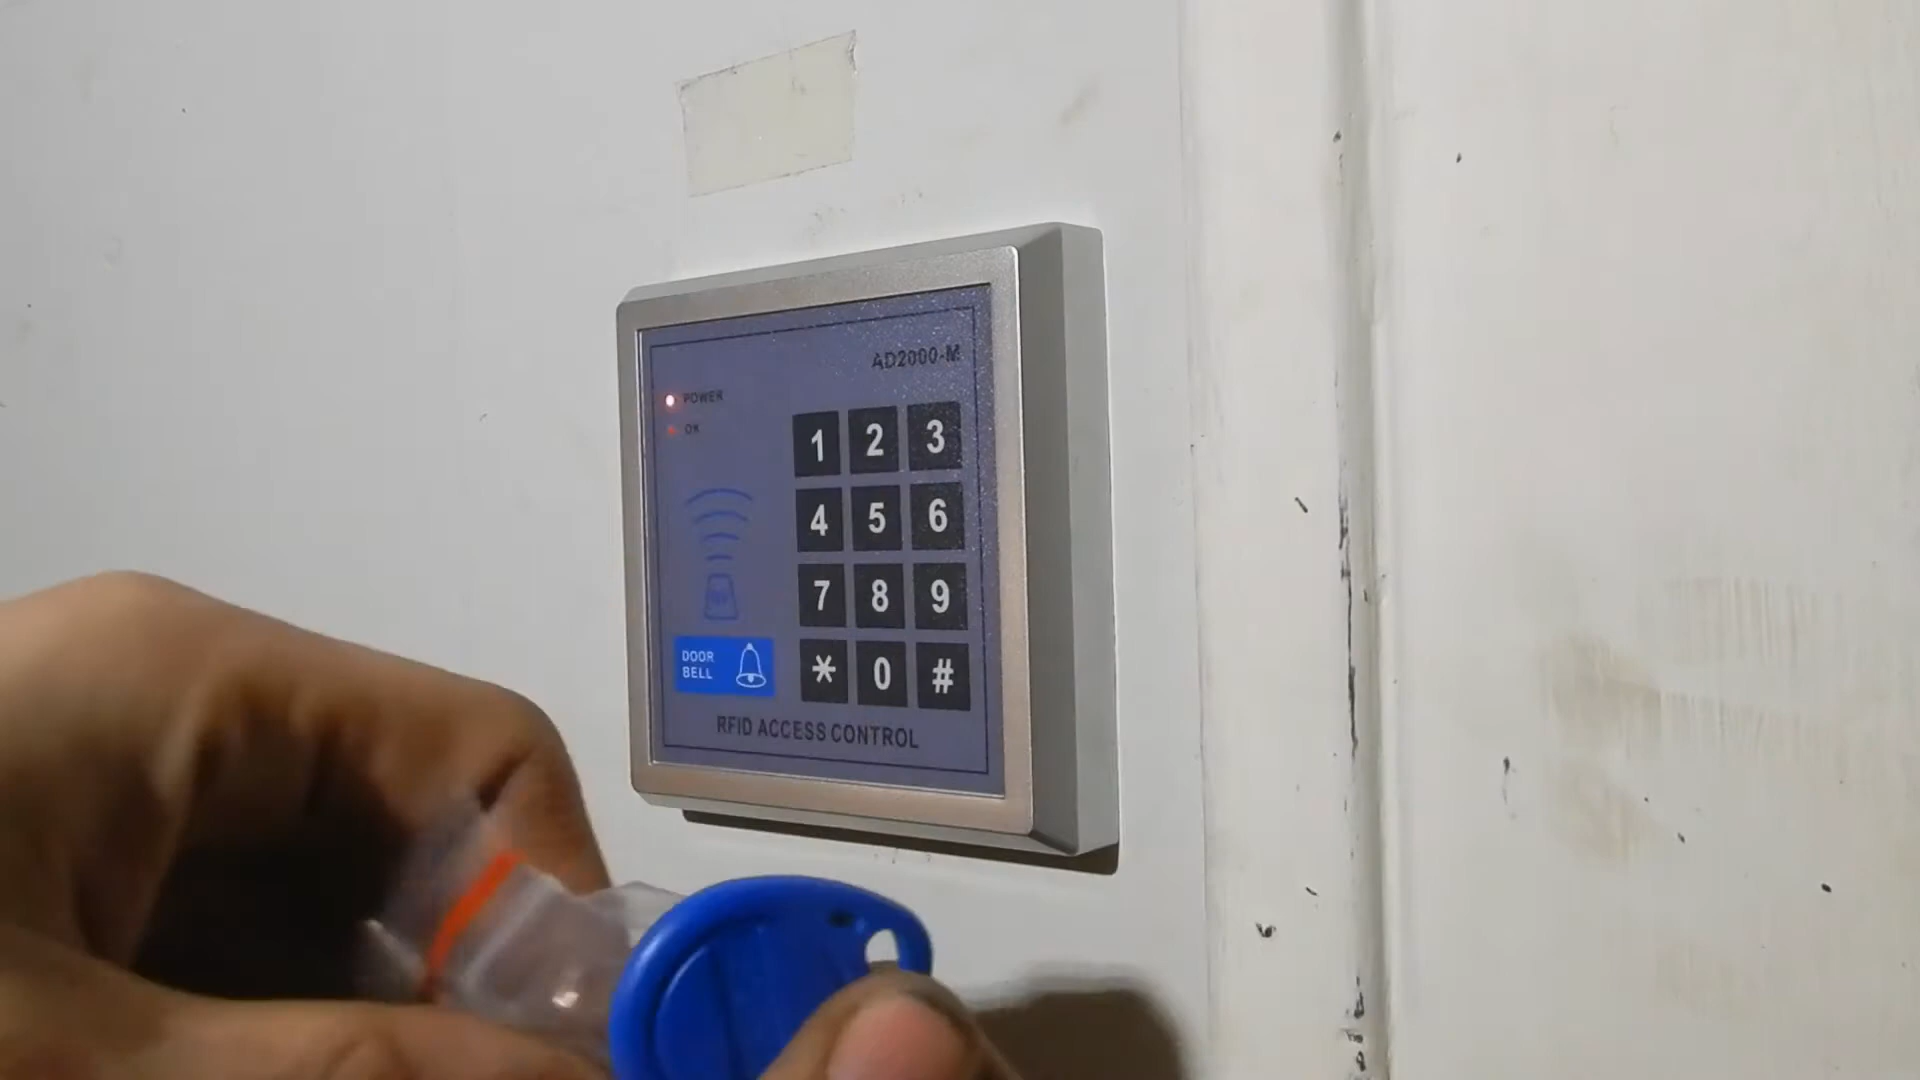 AD2000-M
POWER
OK
1 2 3
4 5 6
7 8 9
* 0 #
DOOR
BELL
RFID ACCESS CONTROL